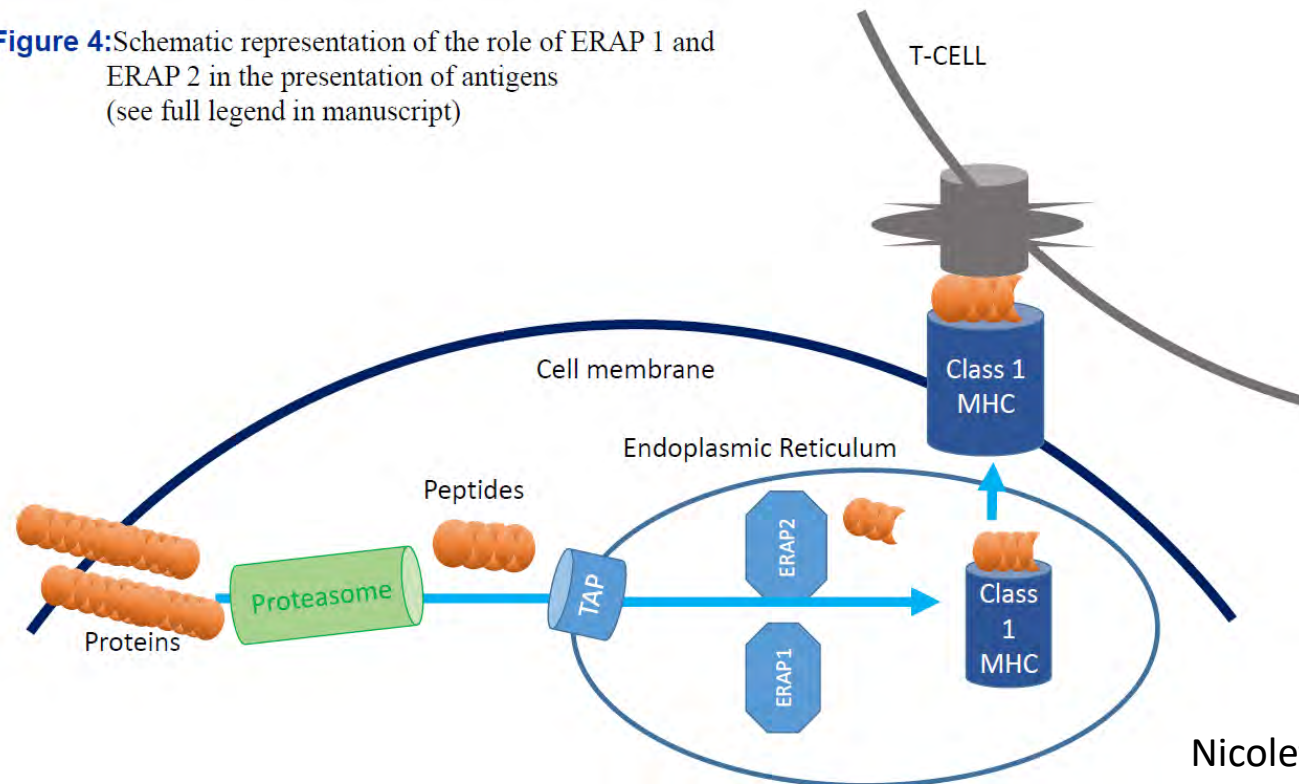 Figure 4:Schematic representation of the role of ERAP 1 and
ERAP 2 in the presentation of antigens
(see full legend in manuscript)
T-CELL
Class 1
MHC
Cell membrane
Endoplasmic Reticulum
Peptides
ERAP2
Proteasome
TAP
Class
1
MHC
Proteins
ERAP1
Nicole